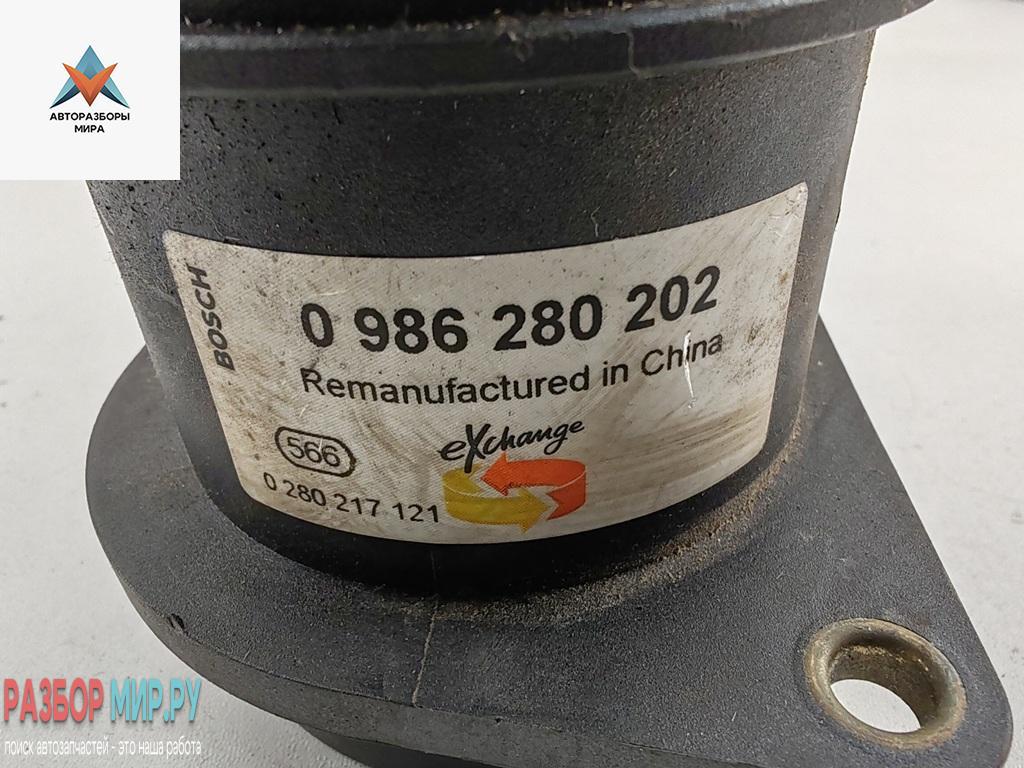 АВТОРАЗБОРЫ
МИРА
BOSCH
0 986 280 202
Remanufactured in China
566
eXchange
0 280 217 121
РАЗБОР МИР.РУ
поиск автозапчастей - это наша работа